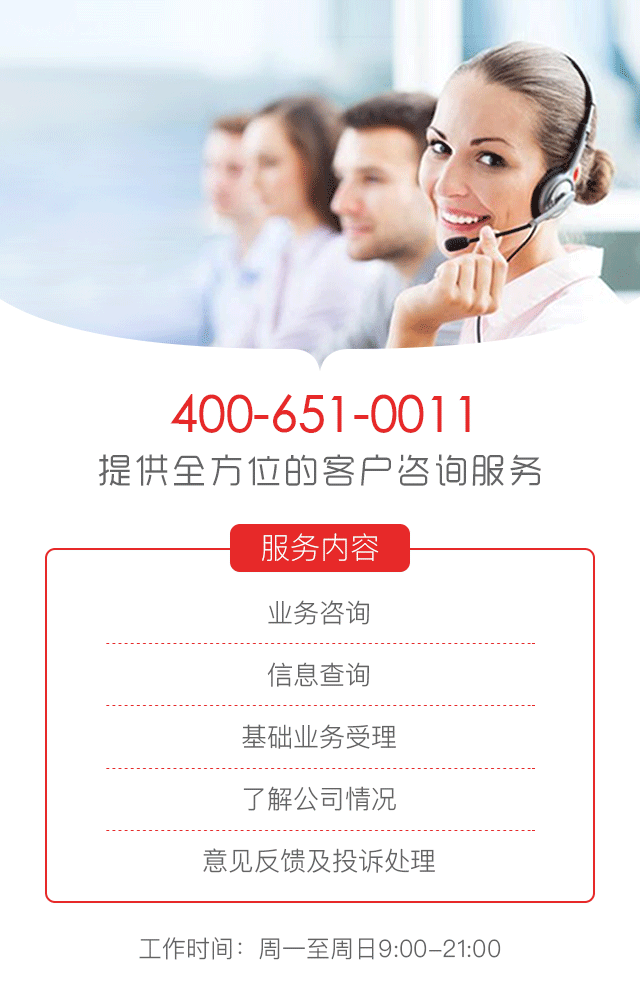 400-651-0011
提供全方位的客户咨询服务
服务内容
业务咨询
信息查询
基础业务受理
了解公司情况
意见反馈及投诉处理
工作时间：周一至周日9:00-21:00